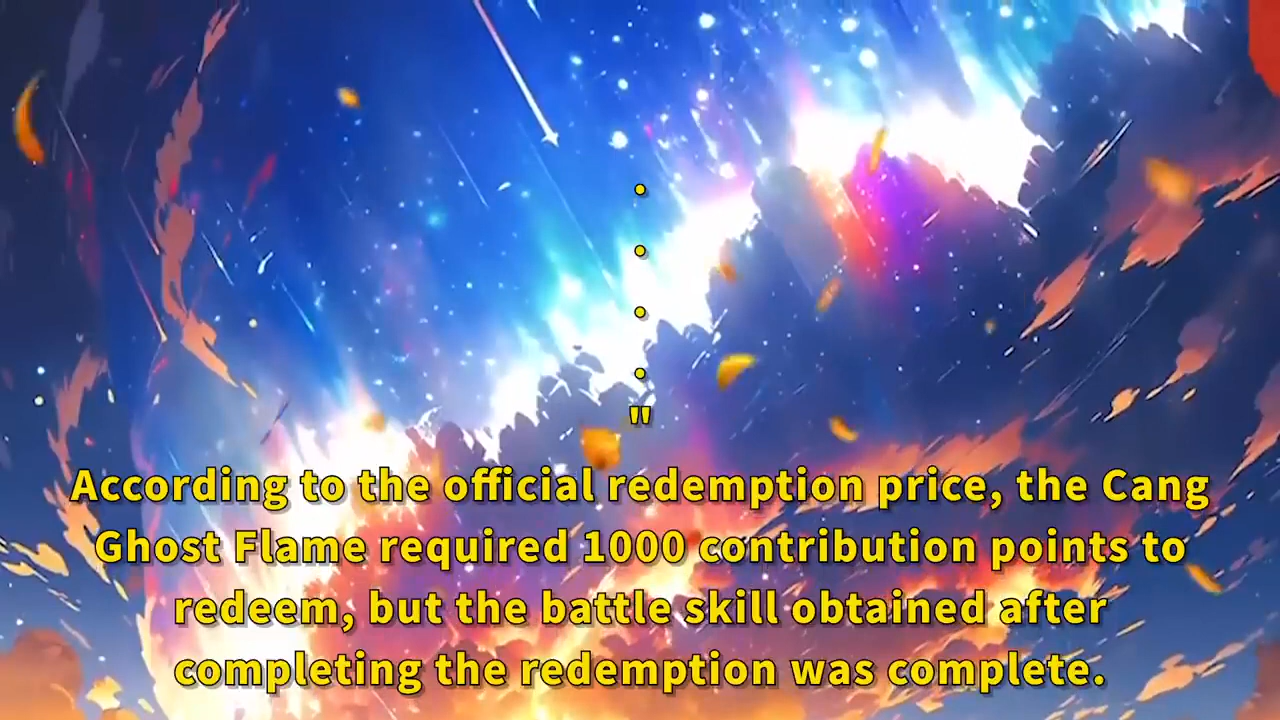 .
.
.
.
"
According to the official redemption price, the Cang
Ghost Flame required 1000 contribution points to
redeem, but the battle skill obtained after
completing the redemption was complete.